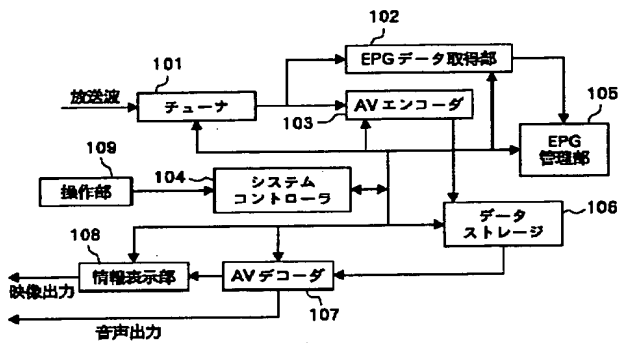 102
EPGデータ取得部
101
放送波
チューナ
AVエンコーダ
103
105
EPG
管理部
109
操作部
104
システム
コントローラ
データ
ストレージ
106
108
情報表示部
AVデコーダ
映像出力
107
音声出力